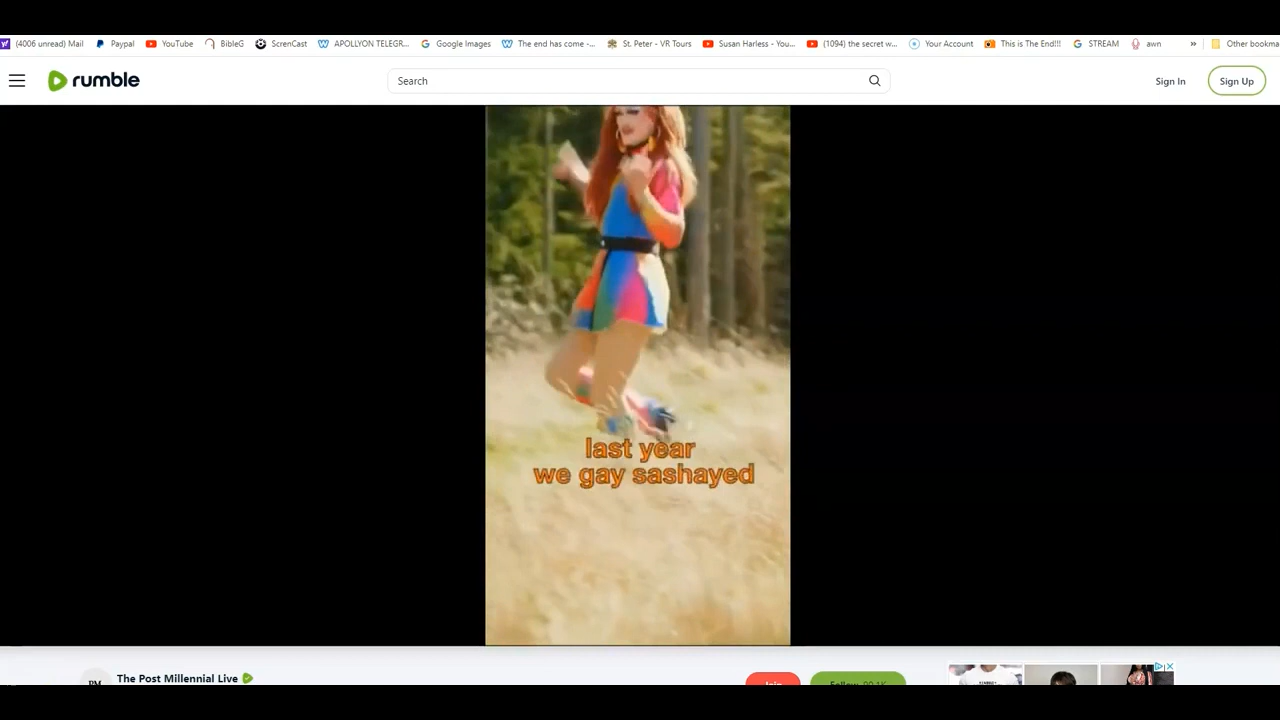 (4006 unread) Mail
Paypal
YouTube
BibleG
ScrenCast
APOLLYON TELEGR...
Google Images
The end has come -...
St. Peter - VR Tours
Susan Harless - You...
(1094) the secret w...
Your Account
This is The End!!!
STREAM
awn
»
Other bookma
rumble
Search
Sign In
Sign Up
last year
we gay sashayed
The Post Millennial Live
Join
Follow